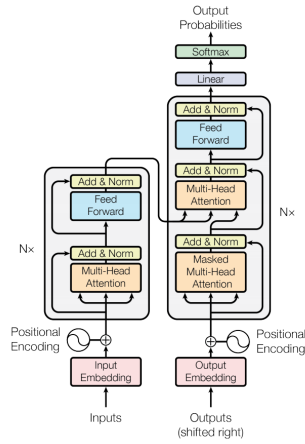 Output
Probabilities
Softmax
Linear
Add & Norm
Feed
Forward
Add & Norm
Multi-Head
Attention
Add & Norm
Masked
Multi-Head
Attention
Nx
Add & Norm
Feed
Forward
Nx
Add & Norm
Multi-Head
Attention
Positional
Encoding
Positional
Encoding
Input
Embedding
Output
Embedding
Inputs
Outputs
(shifted right)